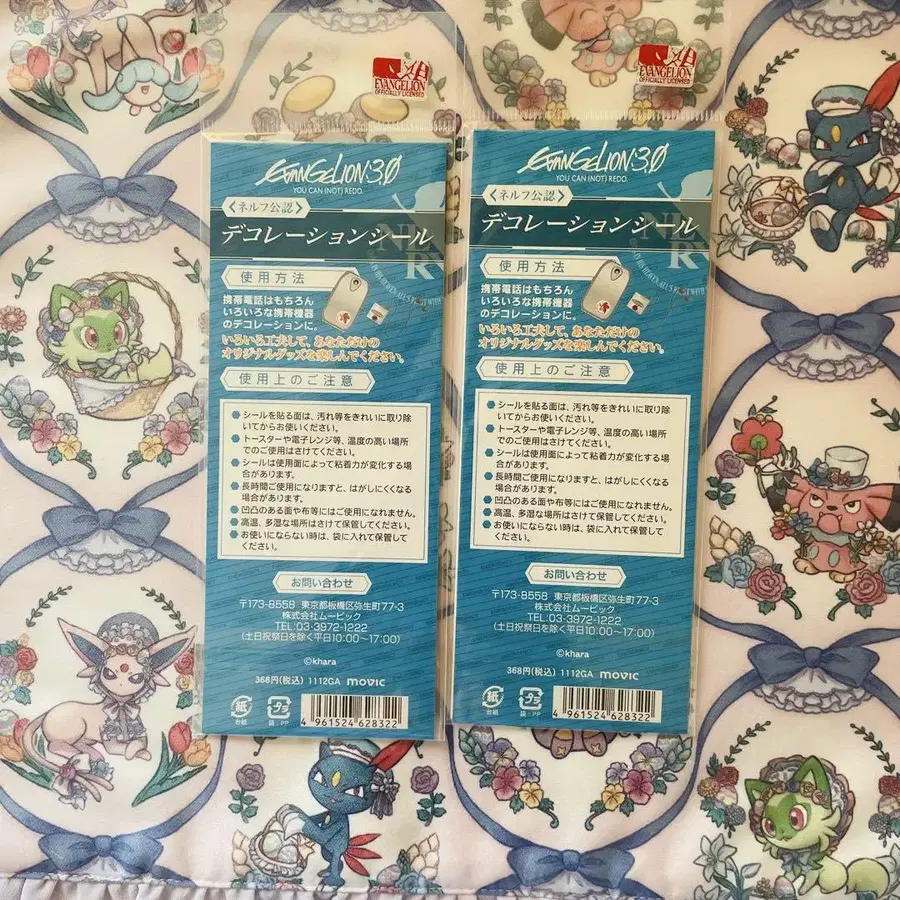 EVANGELION
OFFICIALLY LICENSED
EVANGELION:3.0
YOU CAN (NOT) REDO.
〈ネルフ公認〉
デコレーションシール
使用方法
携帯電話はもちろん
いろいろな携帯機器
のデコレーションに。
いろいろ工夫して、あなただけの
オリジナルグッズを楽しんでください。
使用上のご注意
シールを貼る面は、汚れ等をきれいに取り除
いてからお使いください。
トースターや電子レンジ等、温度の高い場所
でのご使用はさけてください。
シールは使用面によって粘着力が変化する場
合があります。
長時間ご使用になりますと、はがしにくくなる
場合があります。
凹凸のある面や布等にはご使用になれません。
高温、多湿な場所はさけて保管してください。
お使いにならない時は、袋に入れて保管して
ください。
お問い合わせ
〒173-8558 東京都板橋区弥生町77-3
株式会社ムービック
TEL:03-3972-1222
(土日祝祭日を除く平日10:00〜17:00)
©khara
368円(税込) 1112GA movic
紙
台紙
プラ
袋:PP
4 961524 628322
EVANGELION
OFFICIALLY LICENSED
EVANGELION:3.0
YOU CAN (NOT) REDO.
〈ネルフ公認〉
デコレーションシール
使用方法
携帯電話はもちろん
いろいろな携帯機器
のデコレーションに。
いろいろ工夫して、あなただけの
オリジナルグッズを楽しんでください。
使用上のご注意
シールを貼る面は、汚れ等をきれいに取り除
いてからお使いください。
トースターや電子レンジ等、温度の高い場所
でのご使用はさけてください。
シールは使用面によって粘着力が変化する場
合があります。
長時間ご使用になりますと、はがしにくくなる
場合があります。
凹凸のある面や布等にはご使用になれません。
高温、多湿な場所はさけて保管してください。
お使いにならない時は、袋に入れて保管して
ください。
お問い合わせ
〒173-8558 東京都板橋区弥生町77-3
株式会社ムービック
TEL:03-3972-1222
(土日祝祭日を除く平日10:00〜17:00)
©khara
368円(税込) 1112GA movic
紙
台紙
プラ
袋:PP
4 961524 628322